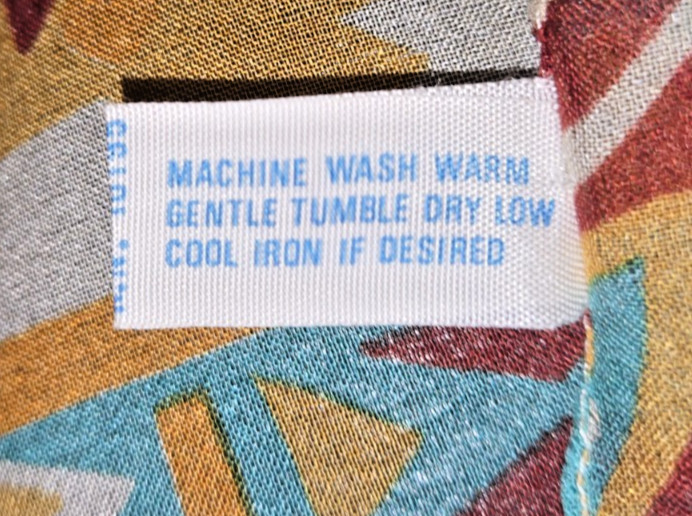 MACHINE WASH WARM
GENTLE TUMBLE DRY LOW
COOL IRON IF DESIRED